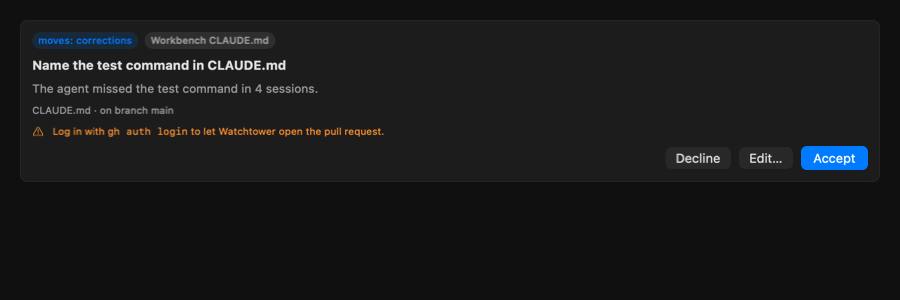 moves: corrections Workbench CLAUDE.md
Name the test command in CLAUDE.md
The agent missed the test command in 4 sessions.
CLAUDE.md · on branch main
Log in with gh auth login to let Watchtower open the pull request.
Decline Edit... Accept